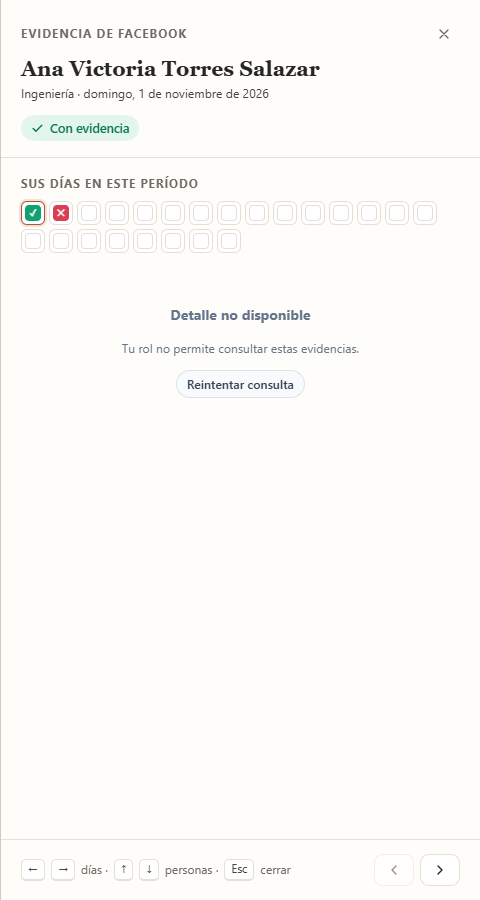 EVIDENCIA DE FACEBOOK
Ana Victoria Torres Salazar
Ingeniería · domingo, 1 de noviembre de 2026
Con evidencia
SUS DÍAS EN ESTE PERÍODO
Detalle no disponible
Tu rol no permite consultar estas evidencias.
Reintentar consulta
← → días · ↑ ↓ personas · Esc cerrar